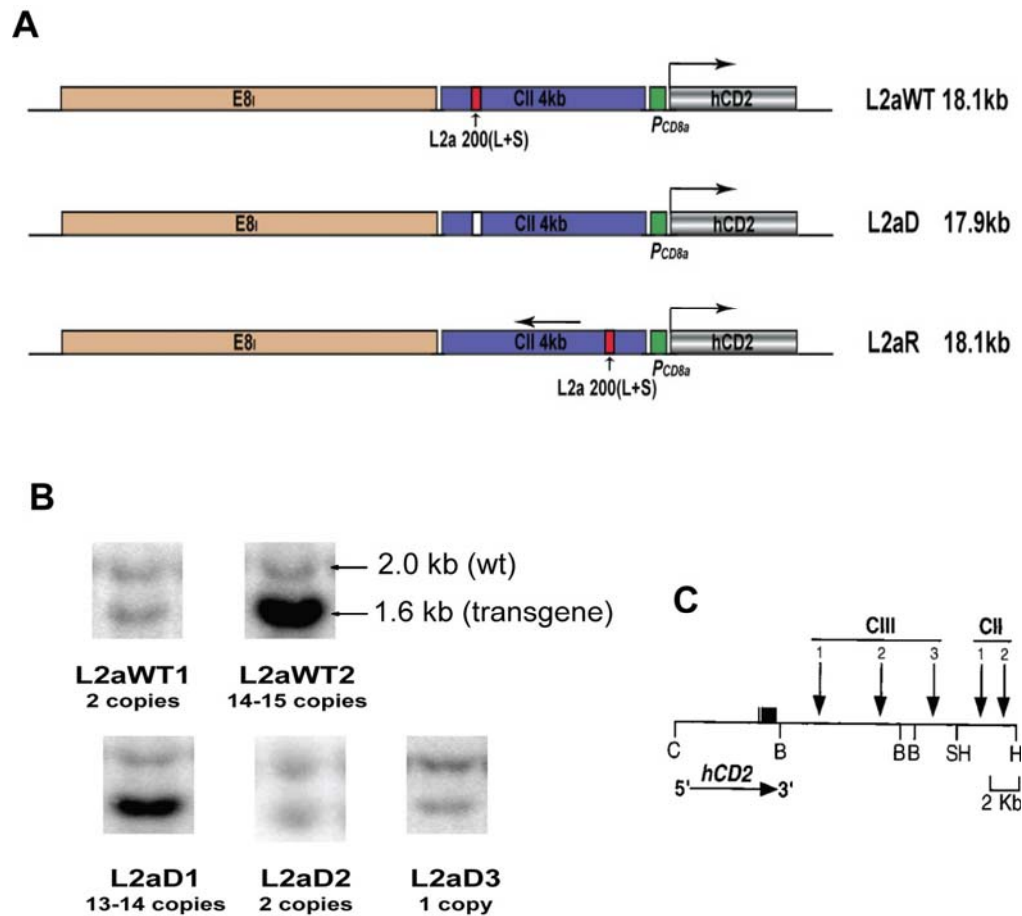 A
E8I CII 4kb hCD2 L2aWT 18.1kb
L2a 200(L+S) PCD8a
E8I CII 4kb hCD2 L2aD 17.9kb
PCD8a
E8I CII 4kb hCD2 L2aR 18.1kb
L2a 200(L+S) PCD8a
B
2.0 kb (wt)
1.6 kb (transgene)
L2aWT1 L2aWT2
2 copies 14-15 copies
L2aD1 L2aD2 L2aD3
13-14 copies 2 copies 1 copy
C
CIII CII
1 2 3 1 2
C B B B SH H
5' hCD2 3' 2 Kb